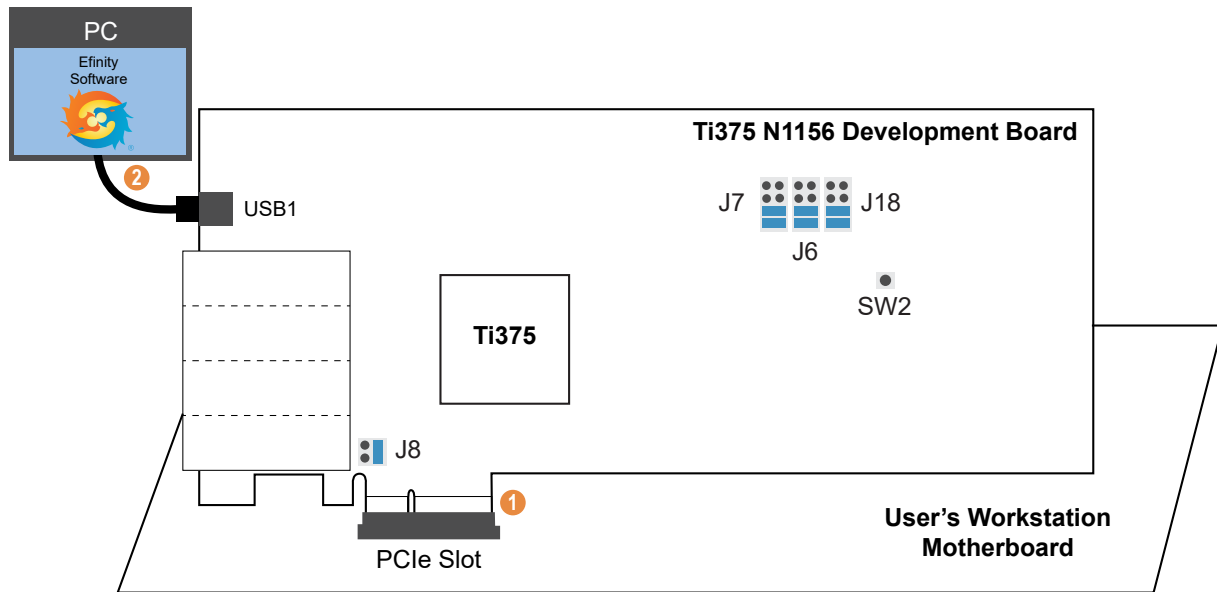 PC
Efinity
Software
®
2
USB1
Ti375 N1156 Development Board
J7
J18
J6
SW2
Ti375
J8
1
PCIe Slot
User’s Workstation
Motherboard